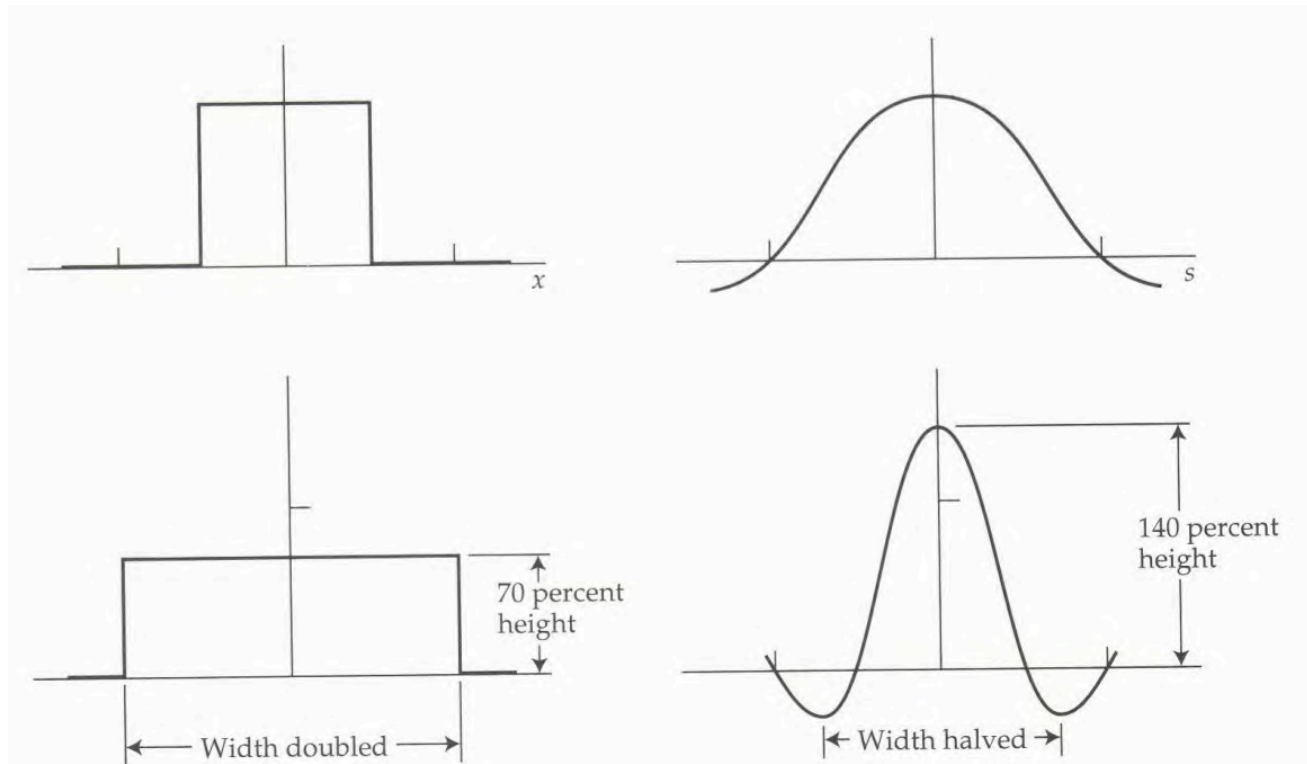 x
s
70 percent
height
140 percent
height
Width doubled
Width halved